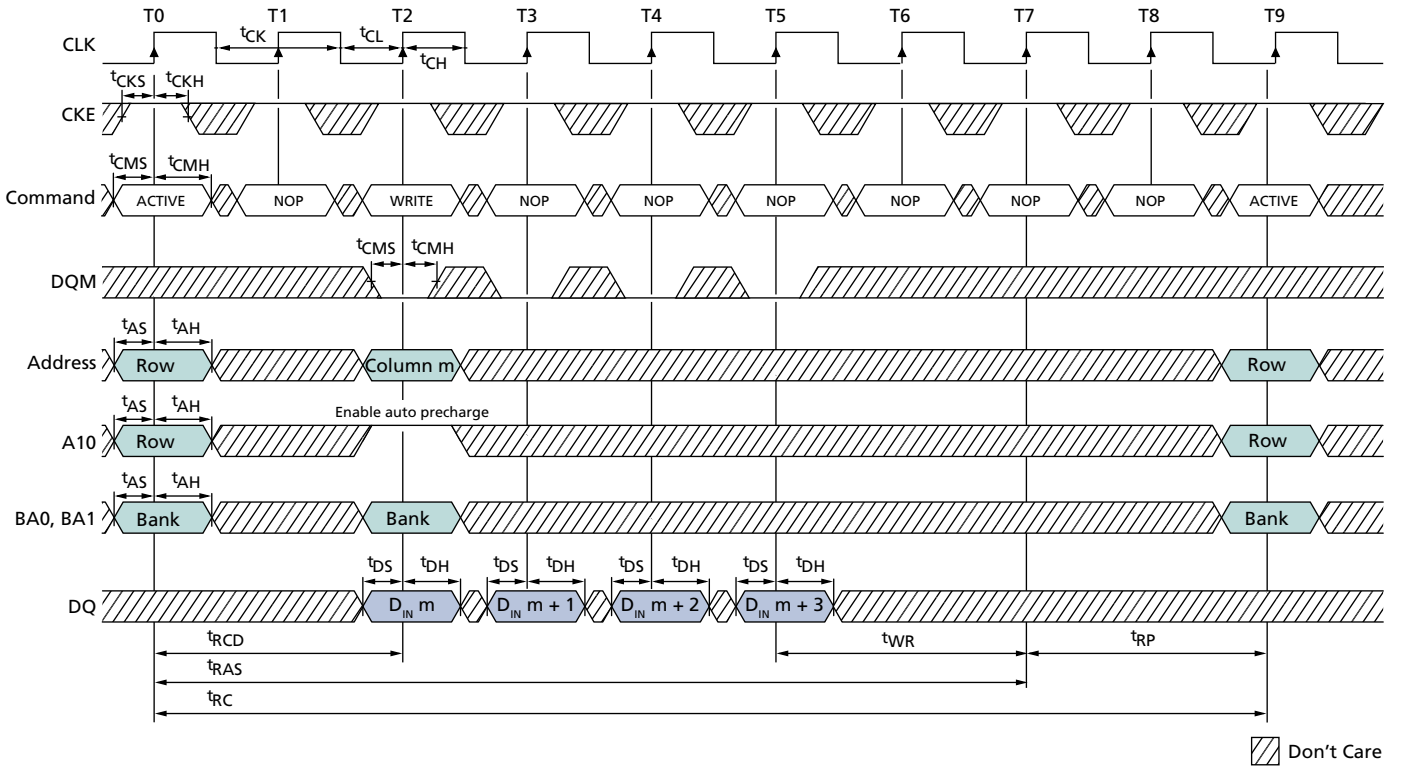 T0 T1 T2 T3 T4 T5 T6 T7 T8 T9
CLK tCK tCL tCH
tCKS tCKH
CKE
tCMS tCMH
Command ACTIVE NOP WRITE NOP NOP NOP NOP NOP NOP ACTIVE
tCMS tCMH
DQM
tAS tAH
Address Row Column m Row
tAS tAH Enable auto precharge
A10 Row Row
tAS tAH
BA0, BA1 Bank Bank Bank
tDS tDH tDS tDH tDS tDH tDS tDH
DQ DIN m DIN m + 1 DIN m + 2 DIN m + 3
tRCD tWR tRP
tRAS
tRC
Don't Care